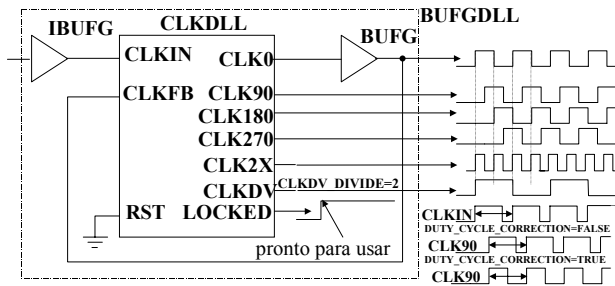 CLKDLL
BUFGDLL
IBUFG
BUFG
CLKIN
CLK0
CLKFB
CLK90
CLK180
CLK270
CLK2X
CLKDV
CLKDV_DIVIDE=2
RST
LOCKED
pronto para usar
CLKIN
DUTY_CYCLE_CORRECTION=FALSE
CLK90
DUTY_CYCLE_CORRECTION=TRUE
CLK90